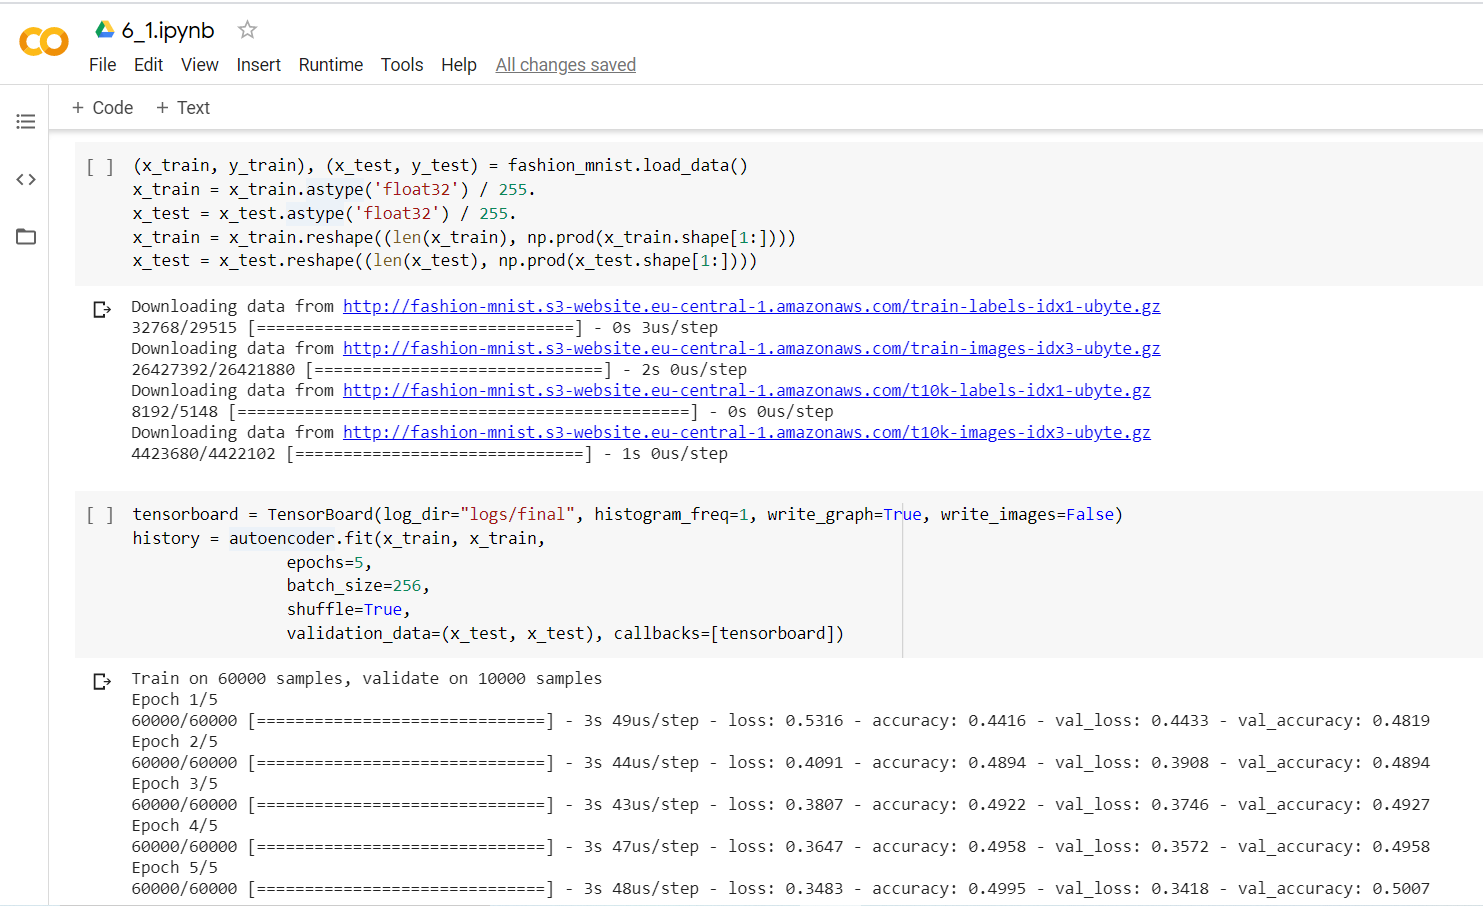 6_1.ipynb
File Edit View Insert Runtime Tools Help All changes saved
+ Code + Text
[ ] (x_train, y_train), (x_test, y_test) = fashion_mnist.load_data()
x_train = x_train.astype('float32') / 255.
x_test = x_test.astype('float32') / 255.
x_train = x_train.reshape((len(x_train), np.prod(x_train.shape[1:])))
x_test = x_test.reshape((len(x_test), np.prod(x_test.shape[1:])))
Downloading data from http://fashion-mnist.s3-website.eu-central-1.amazonaws.com/train-labels-idx1-ubyte.gz
32768/29515 [=================================] - 0s 3us/step
Downloading data from http://fashion-mnist.s3-website.eu-central-1.amazonaws.com/train-images-idx3-ubyte.gz
26427392/26421880 [==============================] - 2s 0us/step
Downloading data from http://fashion-mnist.s3-website.eu-central-1.amazonaws.com/t10k-labels-idx1-ubyte.gz
8192/5148 [===============================================] - 0s 0us/step
Downloading data from http://fashion-mnist.s3-website.eu-central-1.amazonaws.com/t10k-images-idx3-ubyte.gz
4423680/4422102 [==============================] - 1s 0us/step
[ ] tensorboard = TensorBoard(log_dir="logs/final", histogram_freq=1, write_graph=True, write_images=False)
history = autoencoder.fit(x_train, x_train,
epochs=5,
batch_size=256,
shuffle=True,
validation_data=(x_test, x_test), callbacks=[tensorboard])
Train on 60000 samples, validate on 10000 samples
Epoch 1/5
60000/60000 [==============================] - 3s 49us/step - loss: 0.5316 - accuracy: 0.4416 - val_loss: 0.4433 - val_accuracy: 0.4819
Epoch 2/5
60000/60000 [==============================] - 3s 44us/step - loss: 0.4091 - accuracy: 0.4894 - val_loss: 0.3908 - val_accuracy: 0.4894
Epoch 3/5
60000/60000 [==============================] - 3s 43us/step - loss: 0.3807 - accuracy: 0.4922 - val_loss: 0.3746 - val_accuracy: 0.4927
Epoch 4/5
60000/60000 [==============================] - 3s 47us/step - loss: 0.3647 - accuracy: 0.4958 - val_loss: 0.3572 - val_accuracy: 0.4958
Epoch 5/5
60000/60000 [==============================] - 3s 48us/step - loss: 0.3483 - accuracy: 0.4995 - val_loss: 0.3418 - val_accuracy: 0.5007